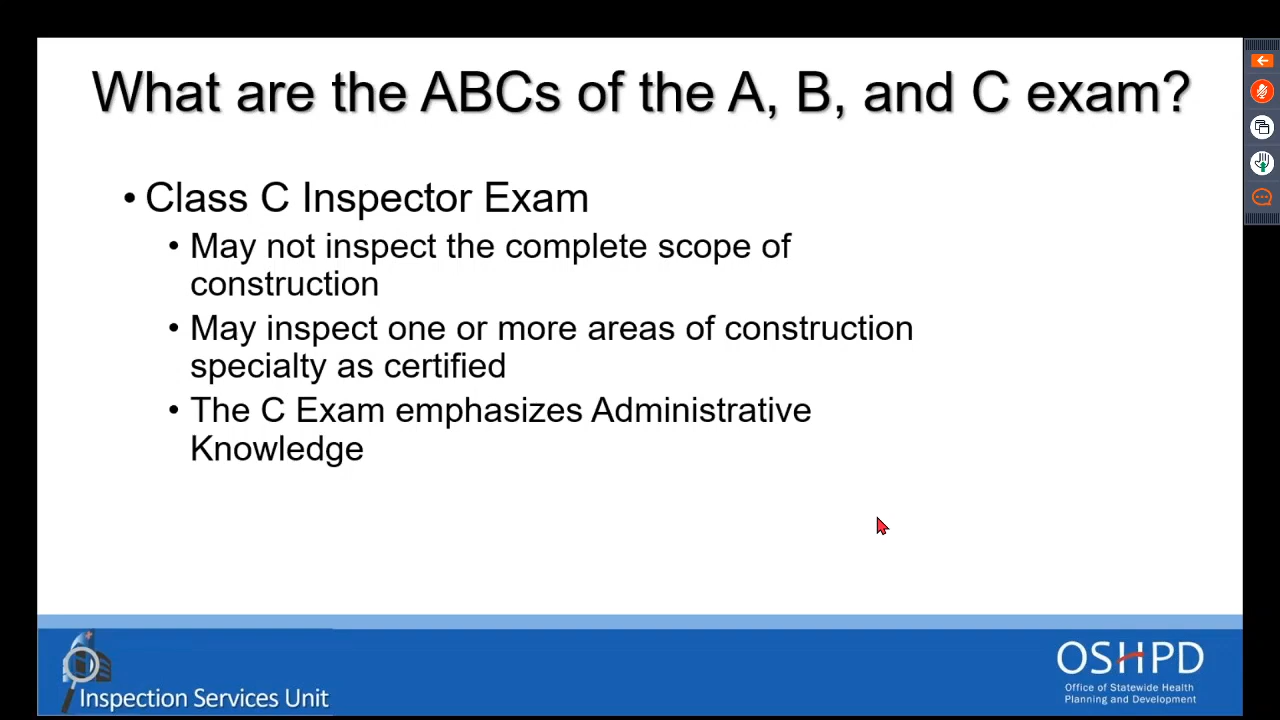 What are the ABCs of the A, B, and C exam?
• Class C Inspector Exam
• May not inspect the complete scope of
construction
• May inspect one or more areas of construction
specialty as certified
• The C Exam emphasizes Administrative
Knowledge
Inspection Services Unit
OSHPD
Office of Statewide Health
Planning and Development